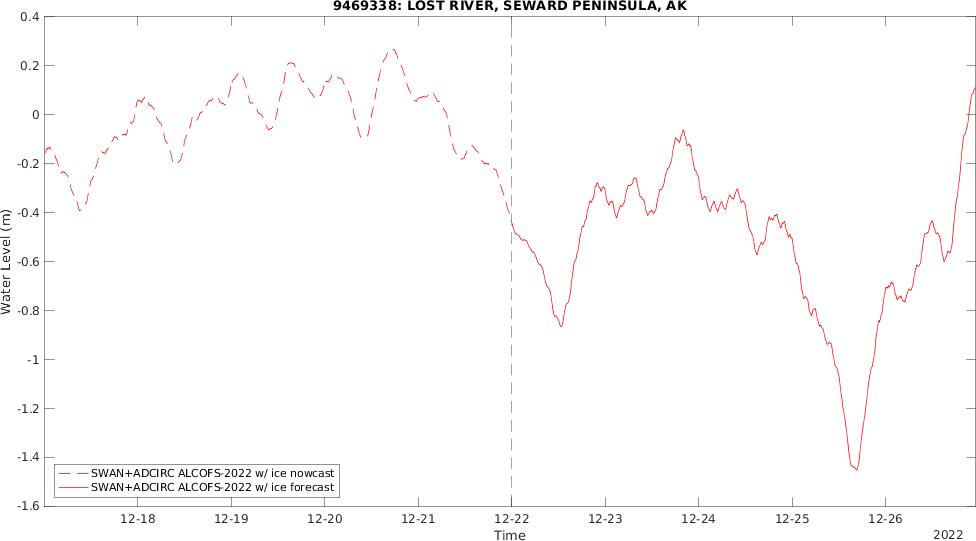 9469338: LOST RIVER, SEWARD PENINSULA, AK
0.4
0.2
0
-0.2
-0.4
-0.6
-0.8
-1
-1.2
-1.4
-1.6
Water Level (m)
SWAN+ADCIRC ALCOFS-2022 w/ ice nowcast
SWAN+ADCIRC ALCOFS-2022 w/ ice forecast
12-18 12-19 12-20 12-21 12-22 12-23 12-24 12-25 12-26
Time
2022